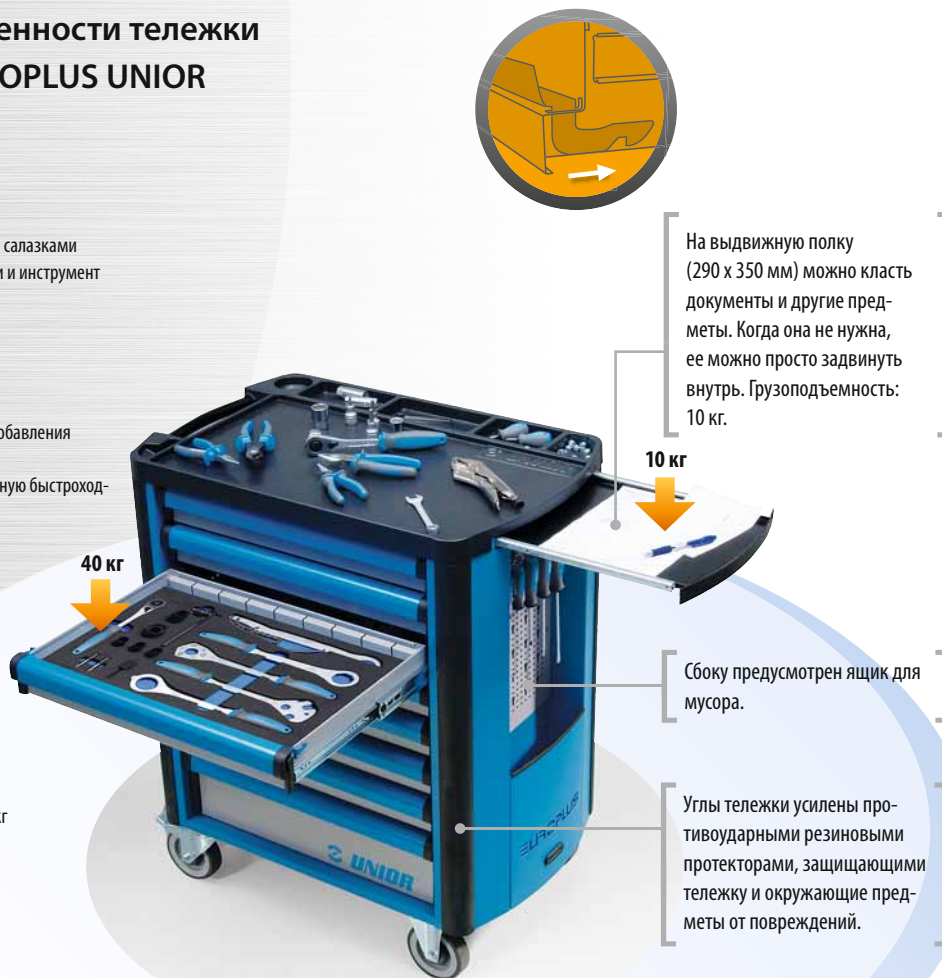 енности тележки
OPLUS UNIOR
салазками
и и инструмент
обавления
ную быстроход-
40 кг
кг
На выдвижную полку
(290 x 350 мм) можно класть
документы и другие пред-
меты. Когда она не нужна,
ее можно просто задвинуть
внутрь. Грузоподъемность:
10 кг.
10 кг
Сбоку предусмотрен ящик для
мусора.
Углы тележки усилены про-
тивоударными резиновыми
протекторами, защищающими
тележку и окружающие пред-
меты от повреждений.
EUROPLUS
UNIOR